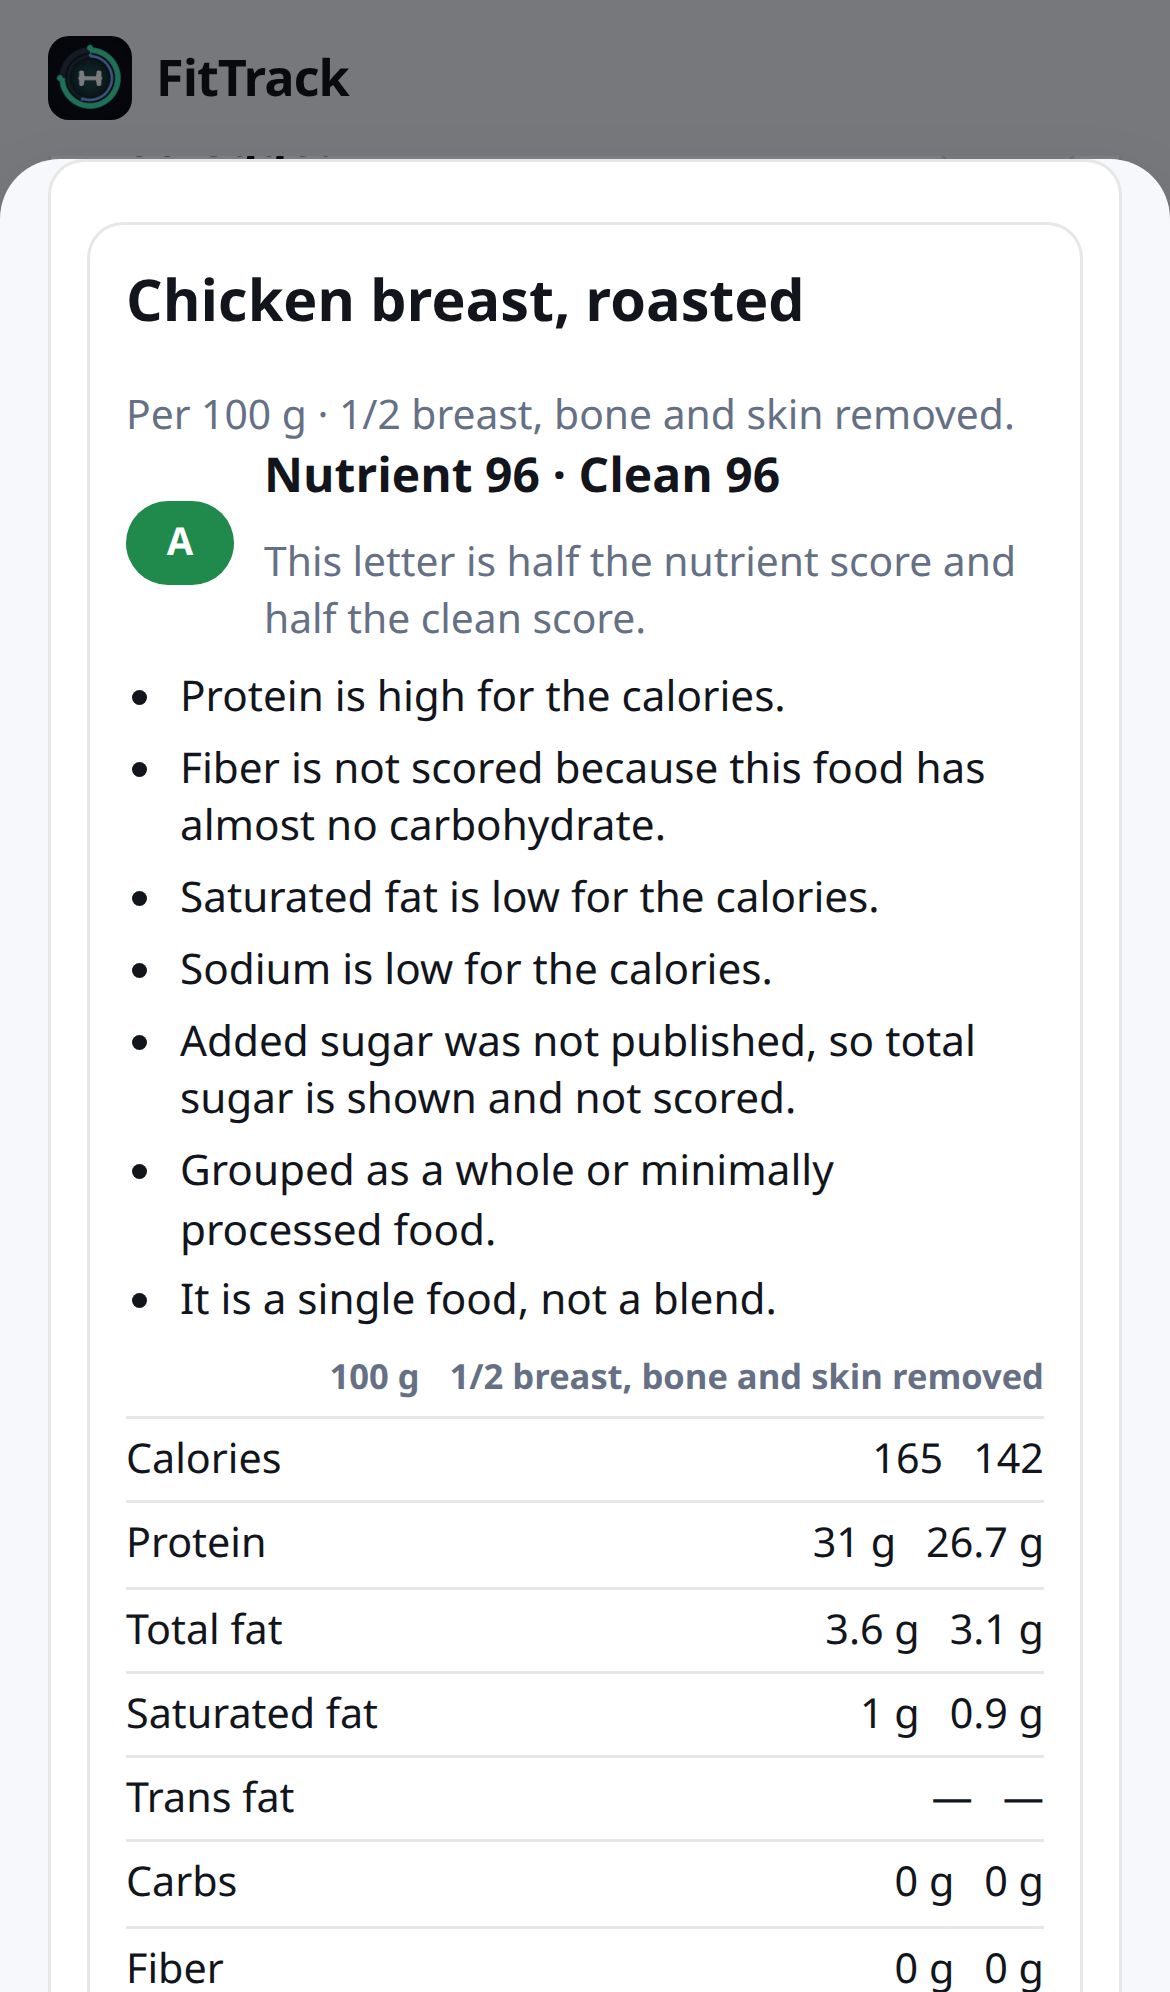 FitTrack
Chicken breast, roasted
Per 100 g · 1/2 breast, bone and skin removed.
Nutrient 96 · Clean 96
A
This letter is half the nutrient score and
half the clean score.
• Protein is high for the calories.
• Fiber is not scored because this food has
almost no carbohydrate.
• Saturated fat is low for the calories.
• Sodium is low for the calories.
• Added sugar was not published, so total
sugar is shown and not scored.
• Grouped as a whole or minimally
processed food.
• It is a single food, not a blend.
100 g 1/2 breast, bone and skin removed
Calories 165 142
Protein 31 g 26.7 g
Total fat 3.6 g 3.1 g
Saturated fat 1 g 0.9 g
Trans fat — —
Carbs 0 g 0 g
Fiber 0 g 0 g